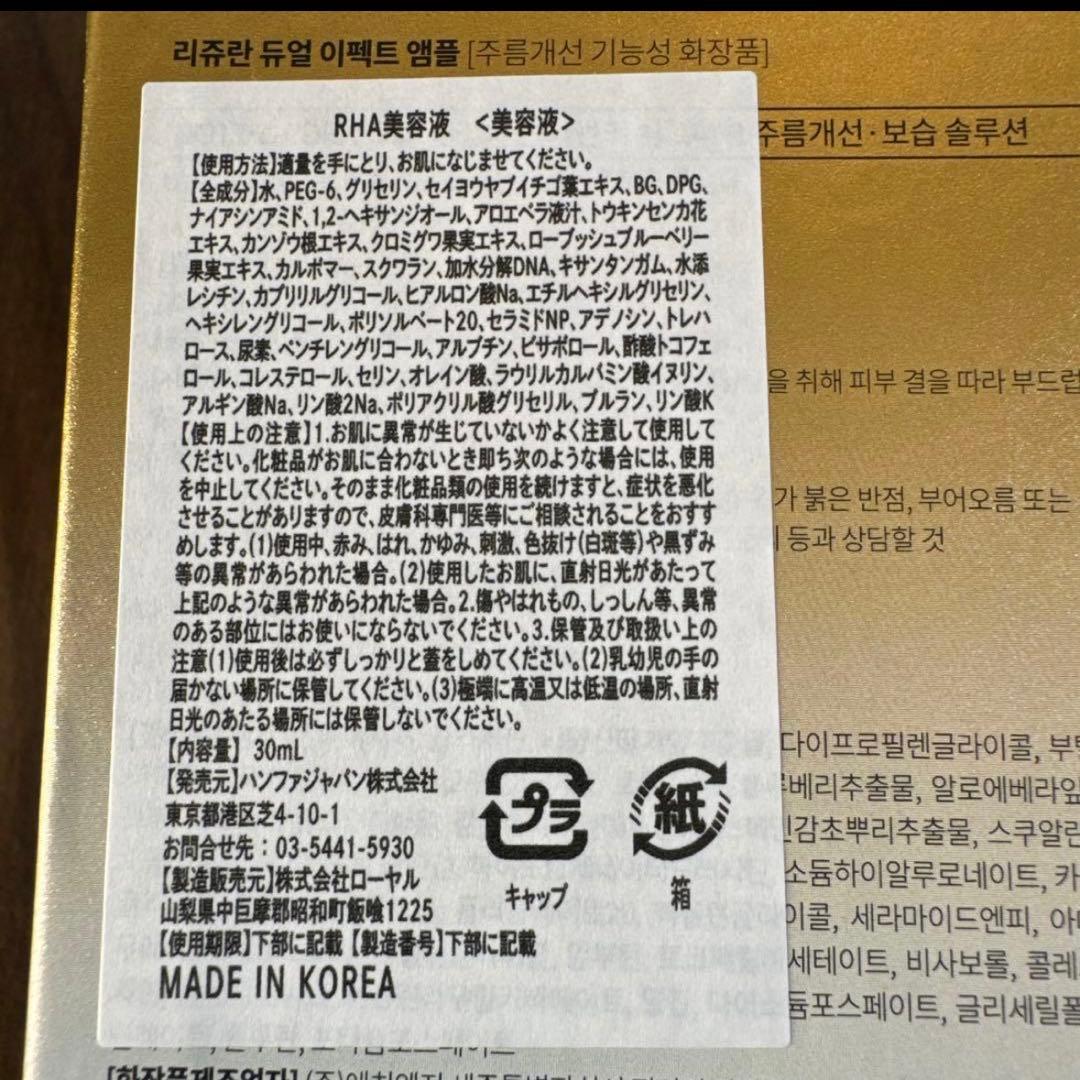 리쥬란 듀얼 이펙트 앰플 [주름개선 기능성 화장품]
주름개선·보습 솔루션
RHA美容液 <美容液>
【使用方法】適量を手にとり、お肌になじませてください。
【全成分】水、PEG-6、グリセリン、セイヨウヤブイチゴ葉エキス、BG、DPG、
ナイアシンアミド、1,2-ヘキサンジオール、アロエベラ液汁、トウキンセンカ花
エキス、カンゾウ根エキス、クロミグワ果実エキス、ローブッシュブルーベリー
果実エキス、カルボマー、スクワラン、加水分解DNA、キサンタンガム、水添
レシチン、カプリリルグリコール、ヒアルロン酸Na、エチルヘキシルグリセリン、
ヘキシレングリコール、ポリソルベート20、セラミドNP、アデノシン、トレハ
ロース、尿素、ペンチレングリコール、アルブチン、ビサボロール、酢酸トコフェ
ロール、コレステロール、セリン、オレイン酸、ラウリルカルバミン酸イヌリン、
アルギン酸Na、リン酸2Na、ポリアクリル酸グリセリル、プルラン、リン酸K
【使用上の注意】1.お肌に異常が生じていないかよく注意して使用して
ください。化粧品がお肌に合わないとき即ち次のような場合には、使用
を中止してください。そのまま化粧品類の使用を続けますと、症状を悪化
させることがありますので、皮膚科専門医等にご相談されることをおすす
めします。(1)使用中、赤み、はれ、かゆみ、刺激、色抜け(白斑等)や黒ずみ
等の異常があらわれた場合。(2)使用したお肌に、直射日光があたって
上記のような異常があらわれた場合。2.傷やはれもの、しっしん等、異常
のある部位にはお使いにならないでください。3.保管及び取扱い上の
注意(1)使用後は必ずしっかりと蓋をしめてください。(2)乳幼児の手の
届かない場所に保管してください。(3)極端に高温又は低温の場所、直射
日光のあたる場所には保管しないでください。
【内容量】 30mL
【発売元】ハンファジャパン株式会社
東京都港区芝4-10-1
お問合せ先：03-5441-5930
【製造販売元】株式会社ローヤル
山梨県中巨摩郡昭和町飯喰1225
【使用期限】下部に記載 【製造番号】下部に記載
MADE IN KOREA
プラ
キャップ
紙
箱
을 취해 피부 결을 따라 부드럽
가 붉은 반점, 부어오름 또는
등과 상담할 것
다이프로필렌글라이콜, 부틸
베리추출물, 알로에베라잎
감초뿌리추출물, 스쿠알란
소듐하이알루로네이트, 카
이콜, 세라마이드엔피, 아
세테이트, 비사보롤, 콜레
듐포스페이트, 글리세릴폴